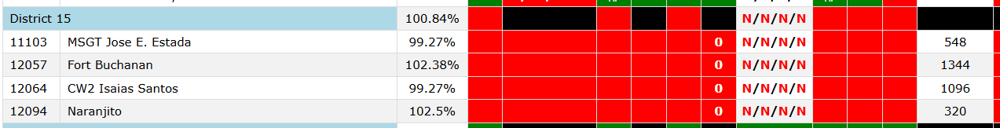 District 15 100.84% N/N/N/N
11103 MSGT Jose E. Estada 99.27% 0 N/N/N/N 548
12057 Fort Buchanan 102.38% 0 N/N/N/N 1344
12064 CW2 Isaias Santos 99.27% 0 N/N/N/N 1096
12094 Naranjito 102.5% 0 N/N/N/N 320